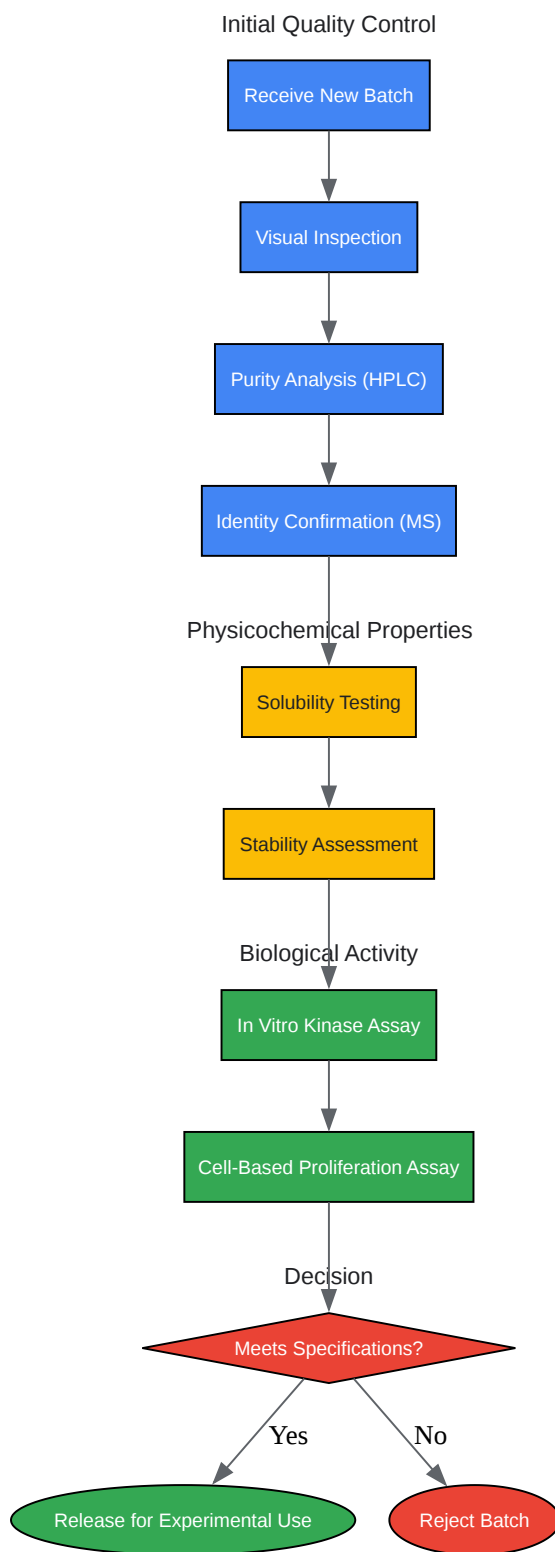 Initial Quality Control
Receive New Batch
Visual Inspection
Purity Analysis (HPLC)
Identity Confirmation (MS)
Physicochemical Properties
Solubility Testing
Stability Assessment
Biological Activity
In Vitro Kinase Assay
Cell-Based Proliferation Assay
Decision
Meets Specifications?
Yes
No
Release for Experimental Use
Reject Batch